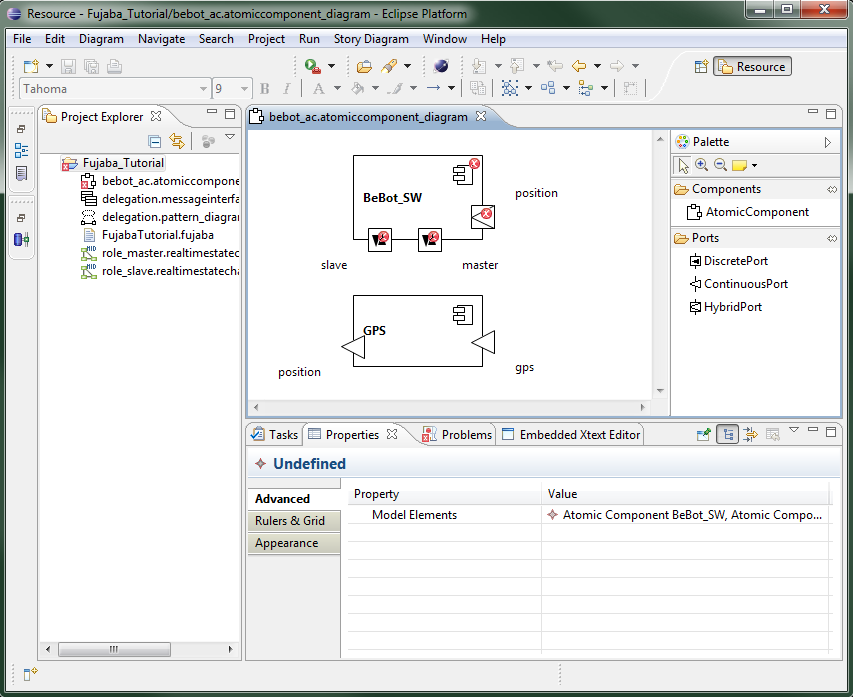 Resource - Fujaba_Tutorial/bebot_ac.atomiccomponent_diagram - Eclipse Platform
File Edit Diagram Navigate Search Project Run Story Diagram Window Help
Resource
Tahoma 9 B I A
Project Explorer
Fujaba_Tutorial
bebot_ac.atomiccompone
delegation.messageinterfa
delegation.pattern_diagra
FujabaTutorial.fujaba
role_master.realtimestatec
role_slave.realtimestatecha
bebot_ac.atomiccomponent_diagram
BeBot_SW
position
slave
master
GPS
position
gps
Palette
Components
AtomicComponent
Ports
DiscretePort
ContinuousPort
HybridPort
Tasks Properties Problems Embedded Xtext Editor
Undefined
Advanced
Rulers & Grid
Appearance
Property Value
Model Elements Atomic Component BeBot_SW, Atomic Compo...